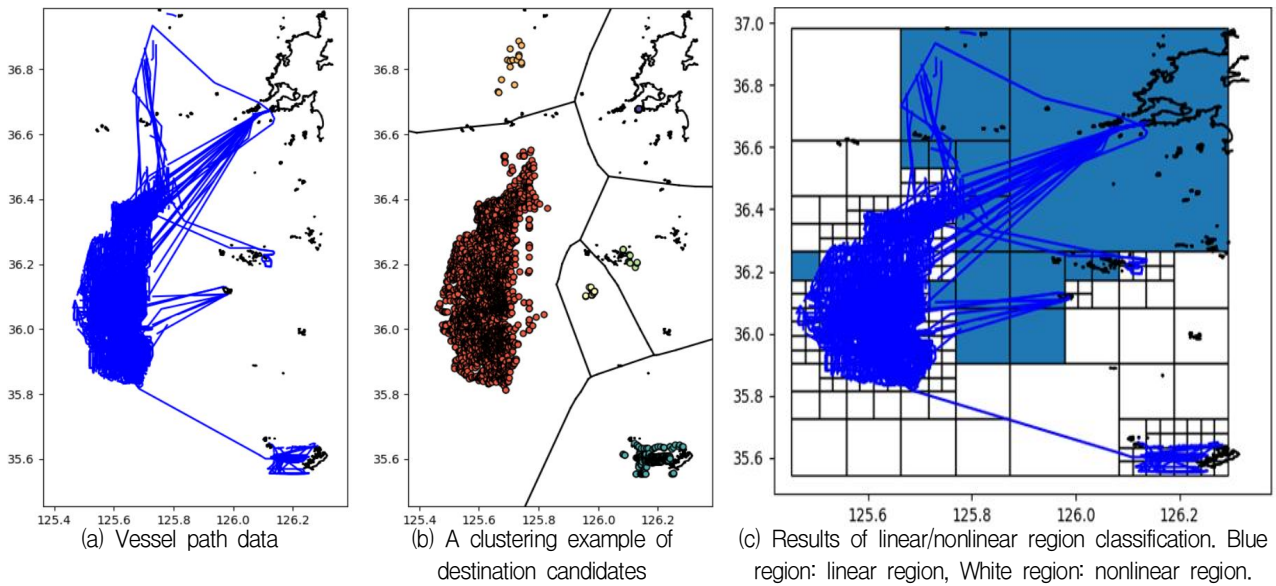 36.8
36.6
36.4
36.2
36.0
35.8
35.6
125.4 125.6 125.8 126.0 126.2
(a) Vessel path data
36.8
36.6
36.4
36.2
36.0
35.8
35.6
125.4 125.6 125.8 126.0 126.2
(b) A clustering example of
destination candidates
37.0
36.8
36.6
36.4
36.2
36.0
35.8
35.6
125.6 125.8 126.0 126.2
(c) Results of linear/nonlinear region classification. Blue
region: linear region, White region: nonlinear region.